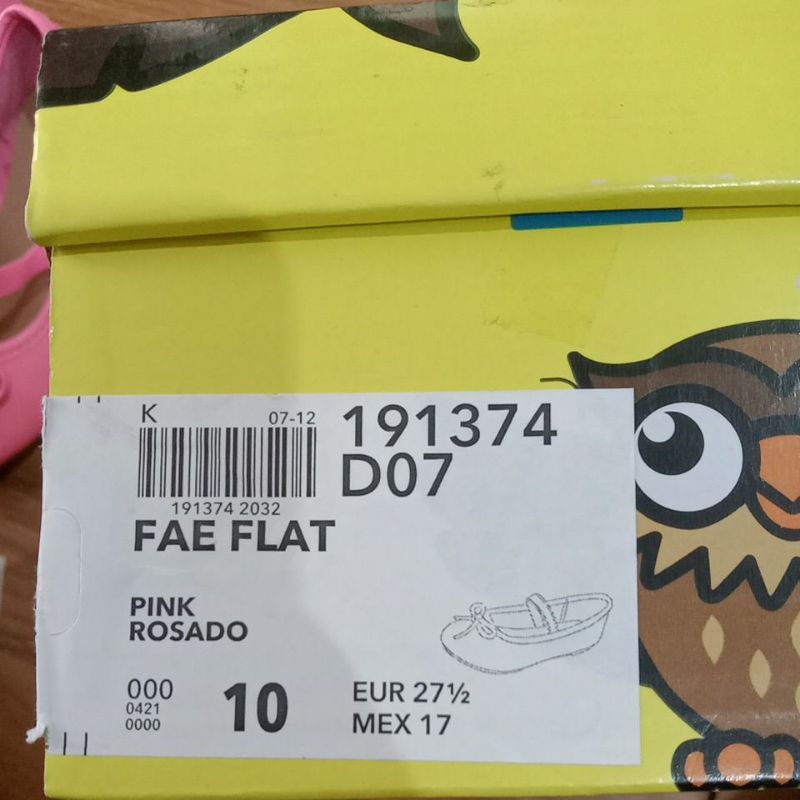 K 07-12
191374
D07
191374 2032
FAE FLAT
PINK
ROSADO
000
0421
0000
10
EUR 27½
MEX 17